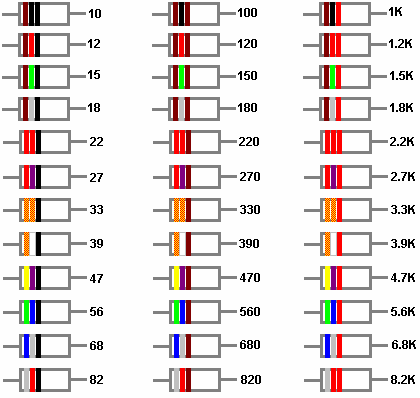 10 100 1K
12 120 1.2K
15 150 1.5K
18 180 1.8K
22 220 2.2K
27 270 2.7K
33 330 3.3K
39 390 3.9K
47 470 4.7K
56 560 5.6K
68 680 6.8K
82 820 8.2K